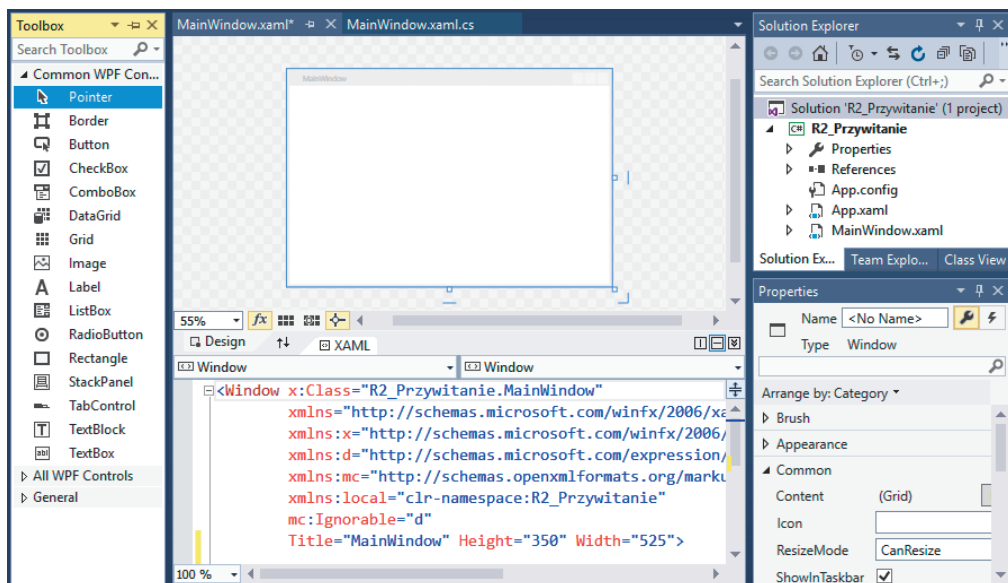 Toolbox
Search Toolbox
Common WPF Con...
Pointer
Border
Button
CheckBox
ComboBox
DataGrid
Grid
Image
Label
ListBox
RadioButton
Rectangle
StackPanel
TabControl
TextBlock
TextBox
All WPF Controls
General
MainWindow.xaml* MainWindow.xaml.cs
MainWindow
55% fx
Design XAML
Window Window
<Window x:Class="R2_Przywitanie.MainWindow"
xmlns="http://schemas.microsoft.com/winfx/2006/xa
xmlns:x="http://schemas.microsoft.com/winfx/2006/
xmlns:d="http://schemas.microsoft.com/expression/
xmlns:mc="http://schemas.openxmlformats.org/marku
xmlns:local="clr-namespace:R2_Przywitanie"
mc:Ignorable="d"
Title="MainWindow" Height="350" Width="525">
100 %
Solution Explorer
Search Solution Explorer (Ctrl+;)
Solution 'R2_Przywitanie' (1 project)
C# R2_Przywitanie
Properties
References
App.config
App.xaml
MainWindow.xaml
Solution Ex... Team Explo... Class View
Properties
Name <No Name>
Type Window
Arrange by: Category
Brush
Appearance
Common
Content (Grid)
Icon
ResizeMode CanResize
ShowInTaskbar